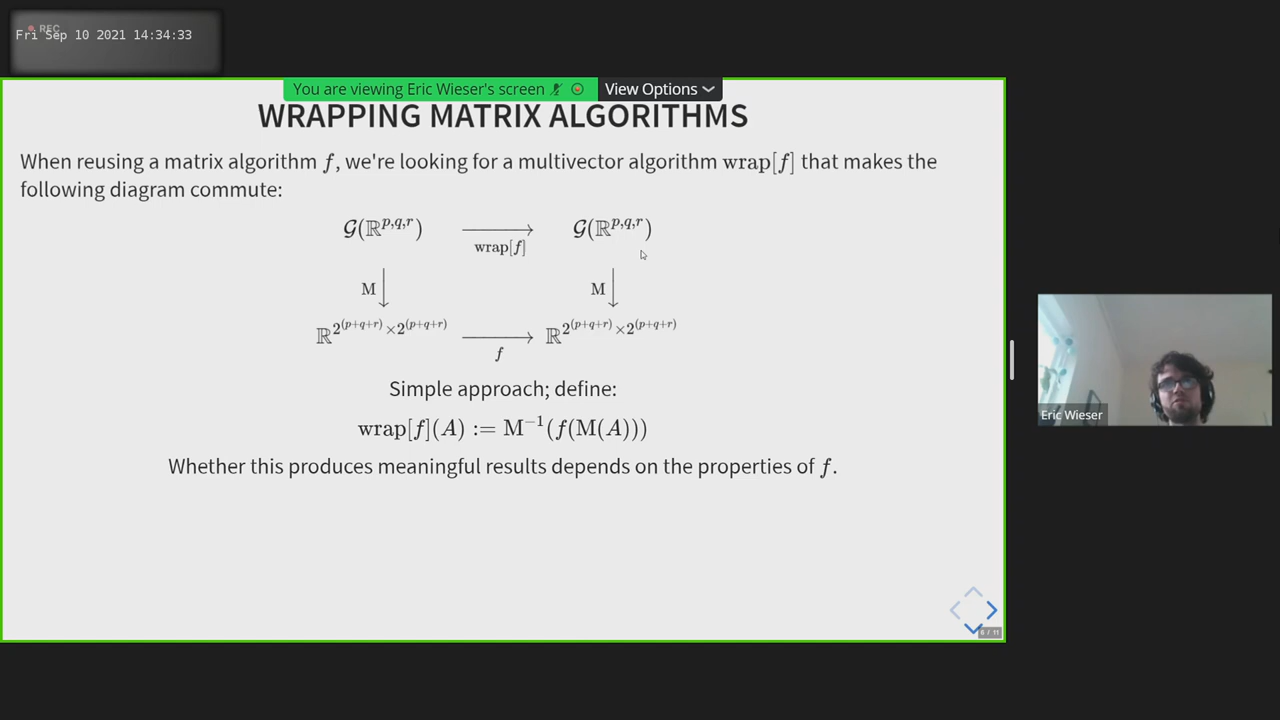 REC
Fri Sep 10 2021 14:34:33
You are viewing Eric Wieser's screen View Options
WRAPPING MATRIX ALGORITHMS
When reusing a matrix algorithm f, we're looking for a multivector algorithm wrap[f] that makes the
following diagram commute:
𝒢(ℝ^{p,q,r}) ⟶ 𝒢(ℝ^{p,q,r})
wrap[f]
M↓ M↓
ℝ^{2^{(p+q+r)}×2^{(p+q+r)}} ⟶ ℝ^{2^{(p+q+r)}×2^{(p+q+r)}}
f
Simple approach; define:
wrap[f](A) := M⁻¹(f(M(A)))
Whether this produces meaningful results depends on the properties of f.
Eric Wieser
6 / 11